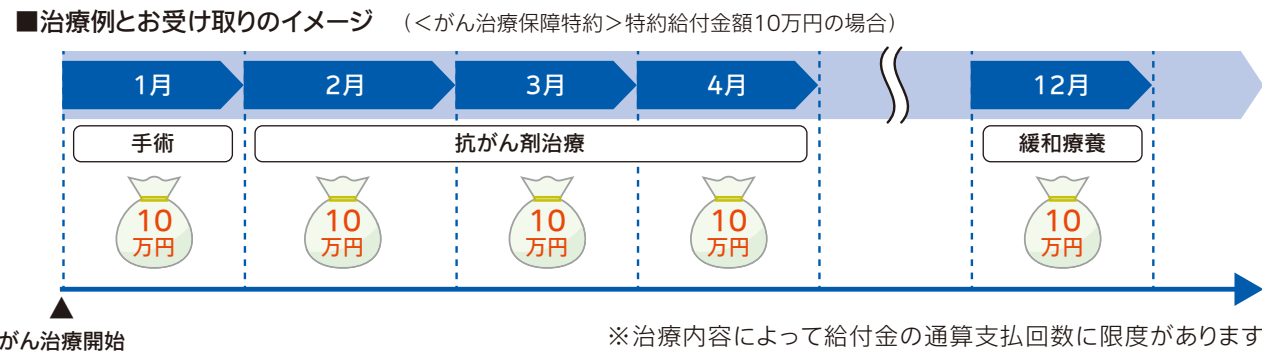 ■治療例とお受け取りのイメージ （＜がん治療保障特約＞特約給付金額10万円の場合）
1月 2月 3月 4月 12月
手術 抗がん剤治療 緩和療養
10 10 10 10 10
万円 万円 万円 万円 万円
▲
がん治療開始
※治療内容によって給付金の通算支払回数に限度があります